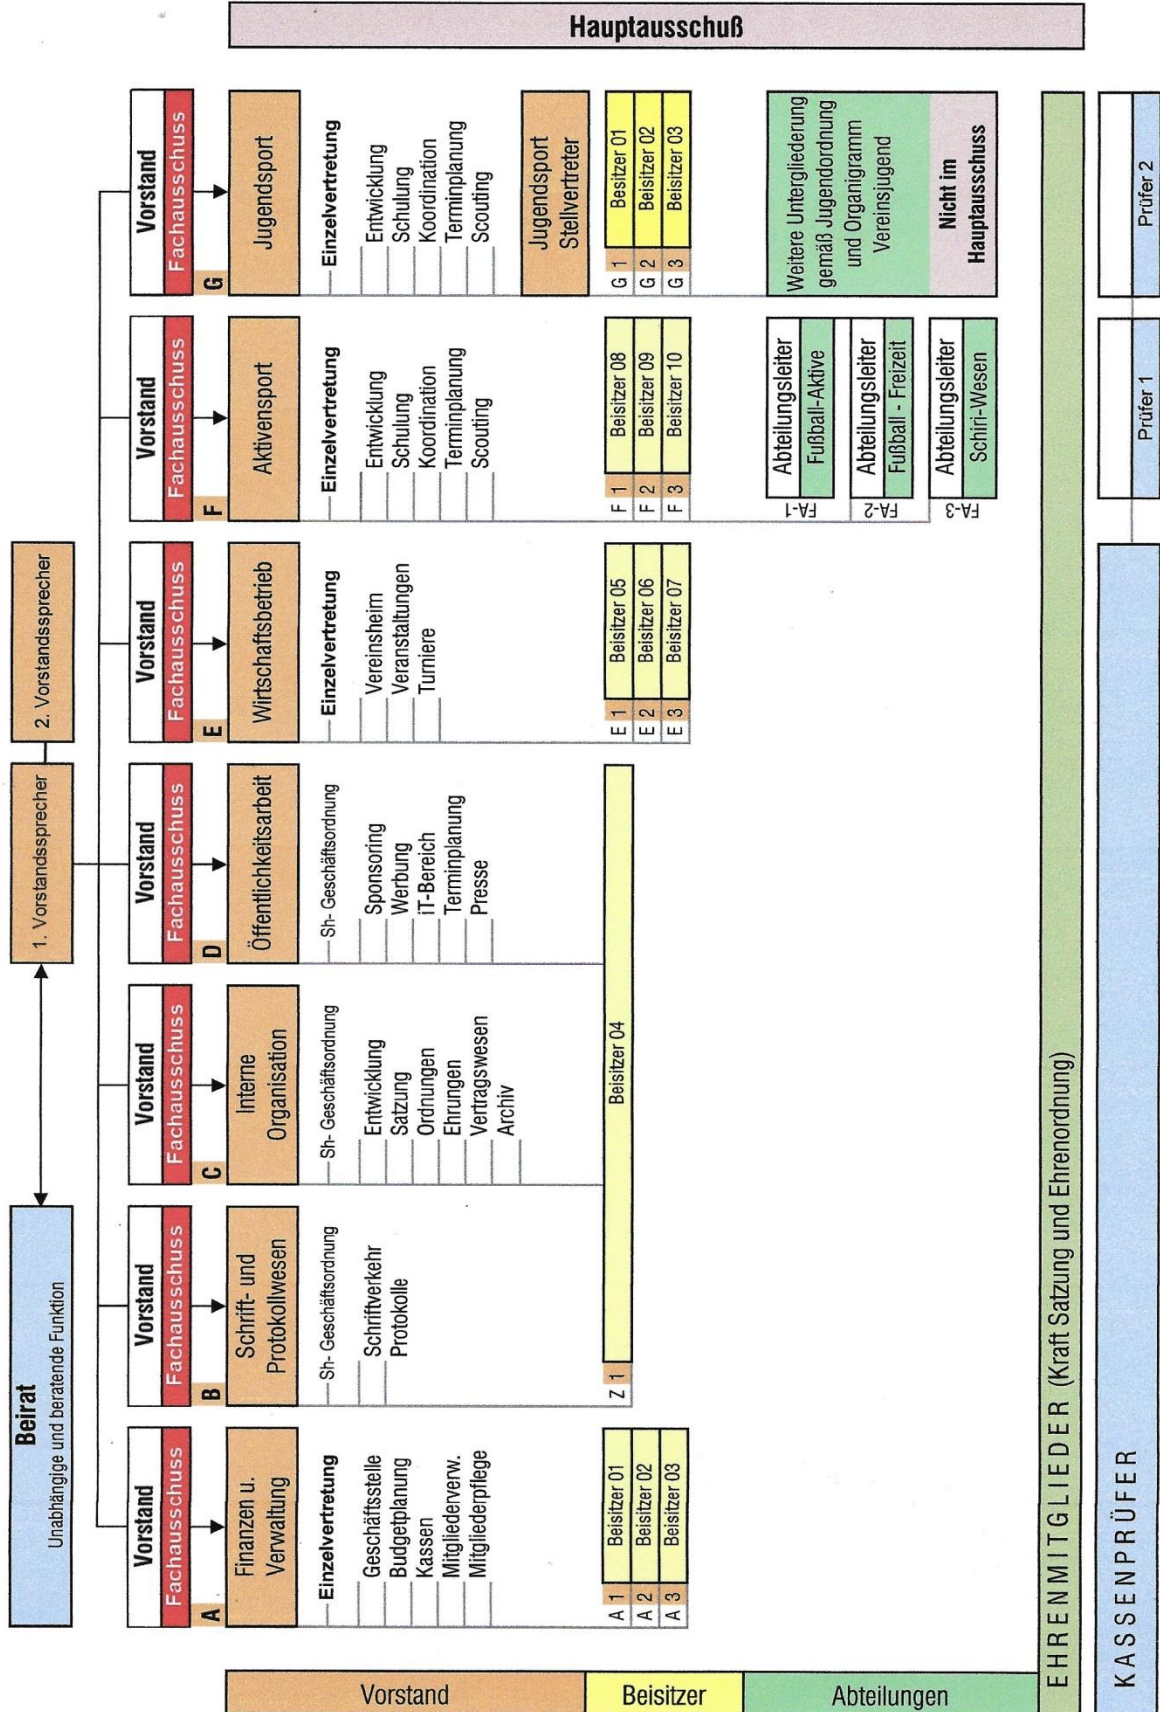 Beirat
Unabhängige und beratende Funktion
1. Vorstandssprecher
2. Vorstandssprecher
Vorstand
Fachausschuss
A
Finanzen u.
Verwaltung
Einzelvertretung
Geschäftsstelle
Budgetplanung
Kassen
Mitgliederverw.
Mitgliederpflege
A 1 Beisitzer 01
A 2 Beisitzer 02
A 3 Beisitzer 03
Vorstand
Fachausschuss
B
Schrift- und
Protokollwesen
Sh- Geschäftsordnung
Schriftverkehr
Protokolle
Z 1 Beisitzer 04
Vorstand
Fachausschuss
C
Interne
Organisation
Sh- Geschäftsordnung
Entwicklung
Satzung
Ordnungen
Ehrungen
Vertragswesen
Archiv
Vorstand
Fachausschuss
D
Öffentlichkeitsarbeit
Sh- Geschäftsordnung
Sponsoring
Werbung
iT-Bereich
Terminplanung
Presse
Vorstand
Fachausschuss
E
Wirtschaftsbetrieb
Einzelvertretung
Vereinsheim
Veranstaltungen
Turniere
E 1 Beisitzer 05
E 2 Beisitzer 06
E 3 Beisitzer 07
Vorstand
Fachausschuss
F
Aktivensport
Einzelvertretung
Entwicklung
Schulung
Koordination
Terminplanung
Scouting
F 1 Beisitzer 08
F 2 Beisitzer 09
F 3 Beisitzer 10
FA-1
Abteilungsleiter
Fußball-Aktive
FA-2
Abteilungsleiter
Fußball - Freizeit
FA-3
Abteilungsleiter
Schiri-Wesen
Vorstand
Fachausschuss
G
Jugendsport
Einzelvertretung
Entwicklung
Schulung
Koordination
Terminplanung
Scouting
Jugendsport
Stellvertreter
G 1 Besitzer 01
G 2 Beisitzer 02
G 3 Beisitzer 03
Weitere Untergliederung
gemäß Jugendordnung
und Organigramm
Vereinsjugend
Nicht im
Hauptausschuss
Hauptausschuß
Vorstand
Beisitzer
Abteilungen
EHRENMITGLIEDER (Kraft Satzung und Ehrenordnung)
KASSENPRÜFER
Prüfer 1
Prüfer 2